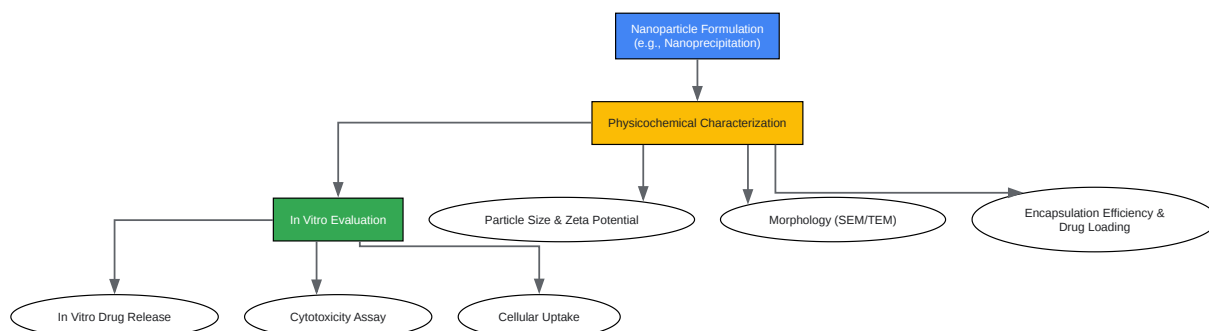 Nanoparticle Formulation
(e.g., Nanoprecipitation)
Physicochemical Characterization
In Vitro Evaluation
Particle Size & Zeta Potential
Morphology (SEM/TEM)
Encapsulation Efficiency &
Drug Loading
In Vitro Drug Release
Cytotoxicity Assay
Cellular Uptake